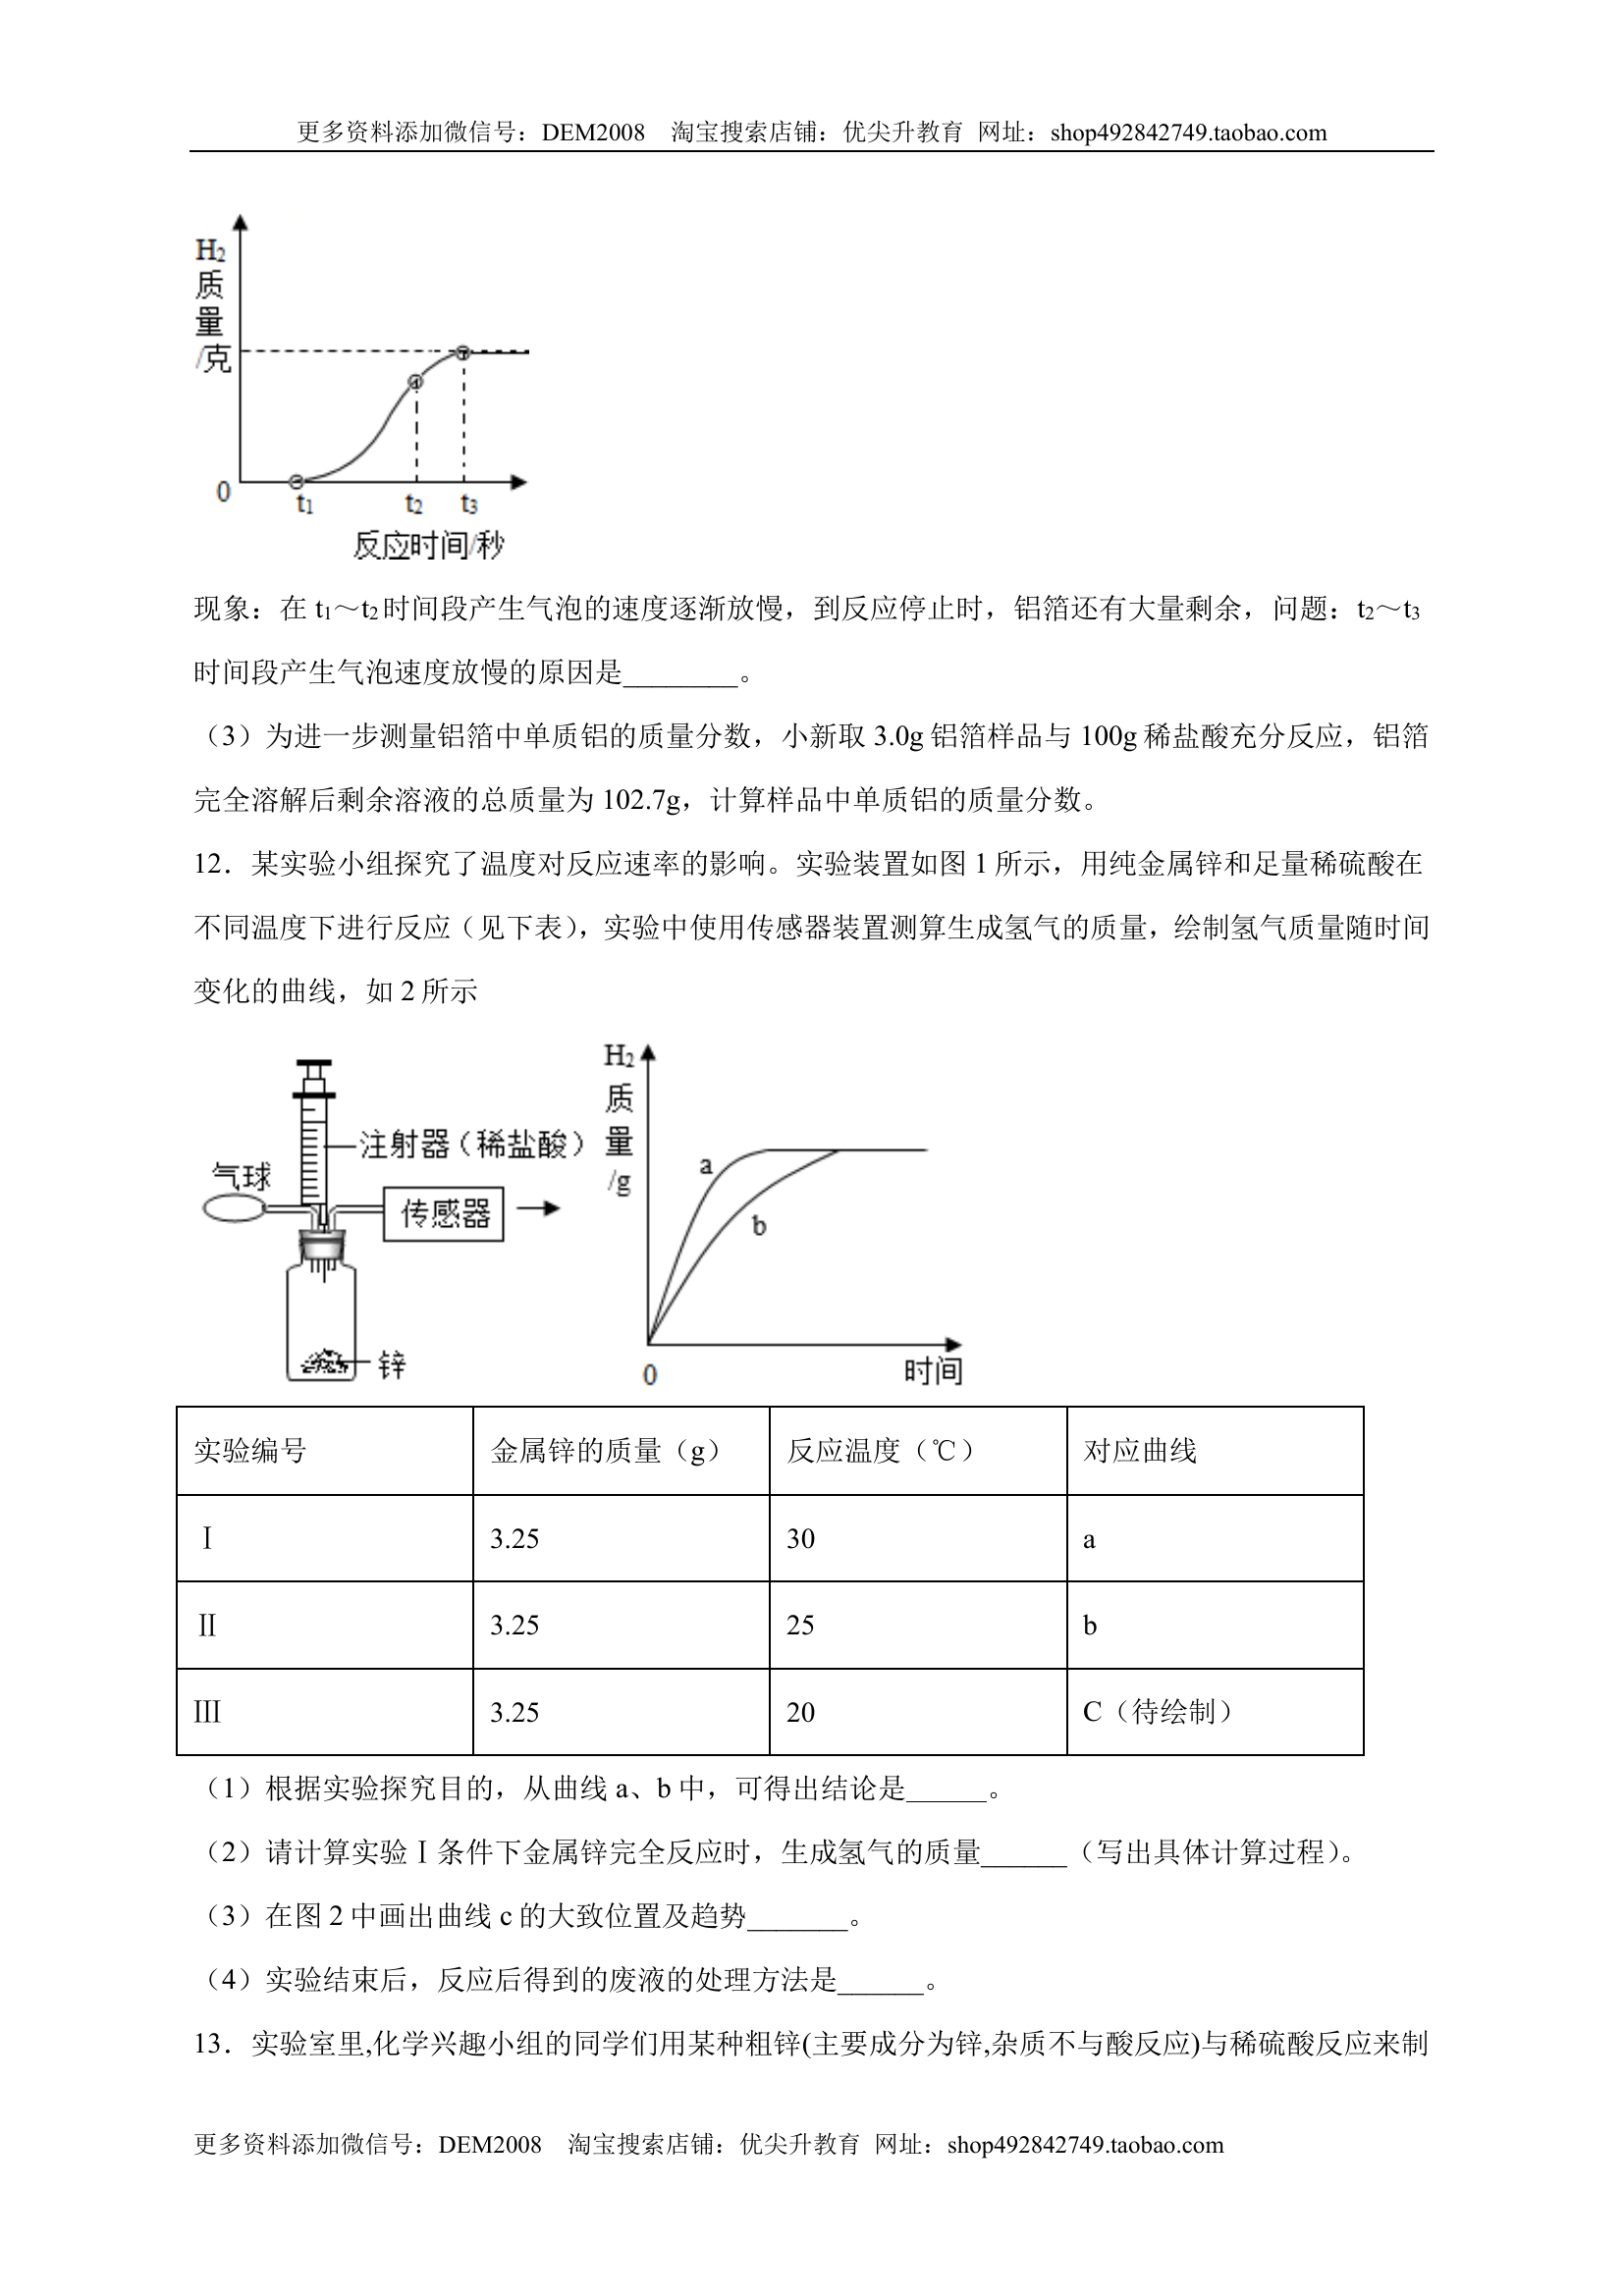 更多资料添加微信号：DEM2008 淘宝搜索店铺：优尖升教育 网址：shop492842749.taobao.com
H₂
质
量
/克
0
t₁ t₂ t₃
反应时间/秒
现象：在 t₁～t₂时间段产生气泡的速度逐渐放慢，到反应停止时，铝箔还有大量剩余，问题：t₂～t₃
时间段产生气泡速度放慢的原因是________。
（3）为进一步测量铝箔中单质铝的质量分数，小新取 3.0g 铝箔样品与 100g 稀盐酸充分反应，铝箔
完全溶解后剩余溶液的总质量为 102.7g，计算样品中单质铝的质量分数。
12．某实验小组探究了温度对反应速率的影响。实验装置如图 1 所示，用纯金属锌和足量稀硫酸在
不同温度下进行反应（见下表），实验中使用传感器装置测算生成氢气的质量，绘制氢气质量随时间
变化的曲线，如 2 所示
注射器（稀盐酸）
气球
传感器
锌
H₂
质
量
/g
a
b
0
时间
实验编号 金属锌的质量（g） 反应温度（℃） 对应曲线
Ⅰ 3.25 30 a
Ⅱ 3.25 25 b
Ⅲ 3.25 20 C（待绘制）
（1）根据实验探究目的，从曲线 a、b 中，可得出结论是______。
（2）请计算实验Ⅰ条件下金属锌完全反应时，生成氢气的质量______（写出具体计算过程）。
（3）在图 2 中画出曲线 c 的大致位置及趋势_______。
（4）实验结束后，反应后得到的废液的处理方法是______。
13．实验室里,化学兴趣小组的同学们用某种粗锌(主要成分为锌,杂质不与酸反应)与稀硫酸反应来制
更多资料添加微信号：DEM2008 淘宝搜索店铺：优尖升教育 网址：shop492842749.taobao.com